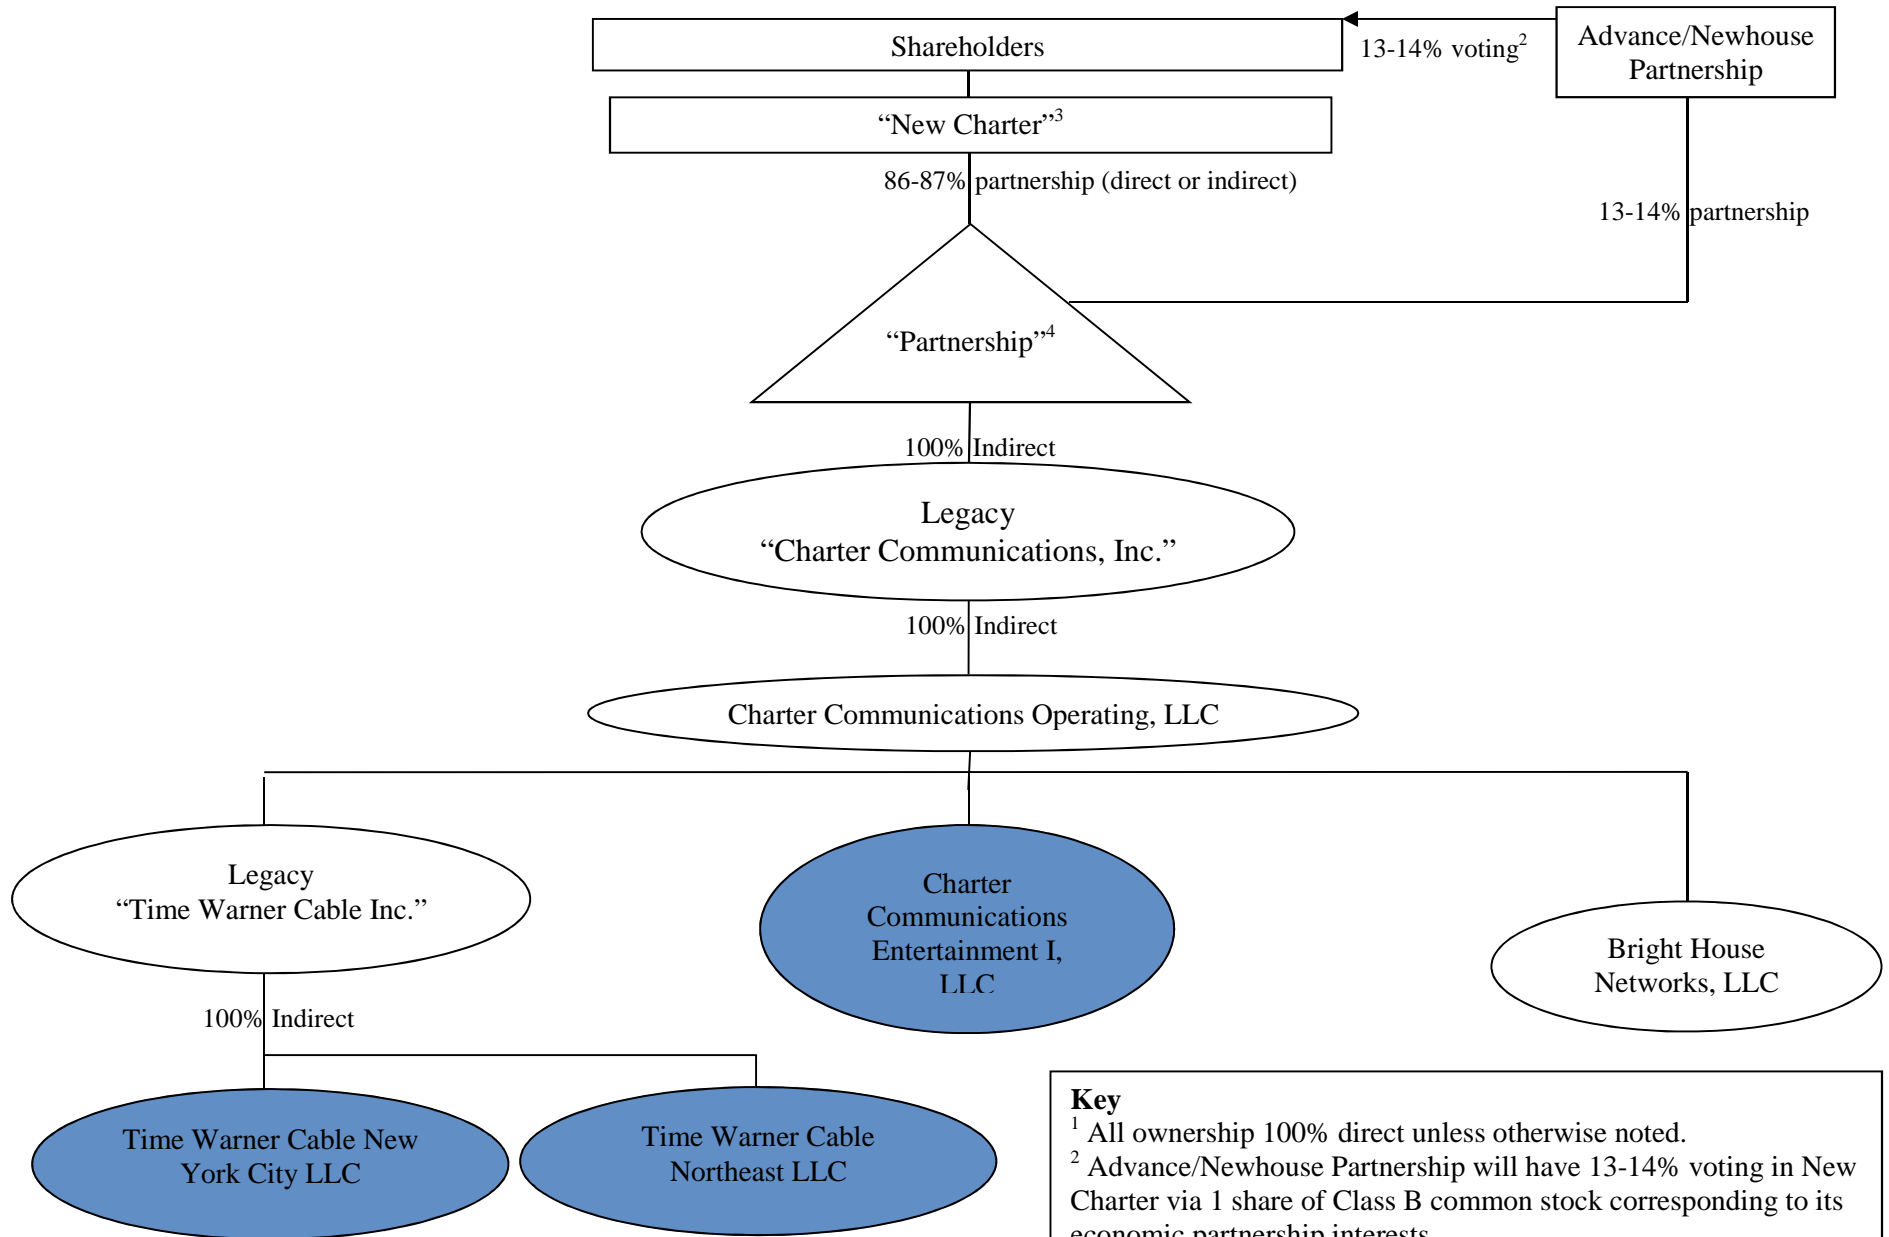 Shareholders
13-14% voting²
Advance/Newhouse
Partnership
“New Charter”³
86-87% partnership (direct or indirect)
13-14% partnership
“Partnership”⁴
100% Indirect
Legacy
“Charter Communications, Inc.”
100% Indirect
Charter Communications Operating, LLC
Legacy
“Time Warner Cable Inc.”
Charter
Communications
Entertainment I,
LLC
Bright House
Networks, LLC
100% Indirect
Time Warner Cable New
York City LLC
Time Warner Cable
Northeast LLC
Key
¹ All ownership 100% direct unless otherwise noted.
² Advance/Newhouse Partnership will have 13-14% voting in New
Charter via 1 share of Class B common stock corresponding to its
economic partnership interests